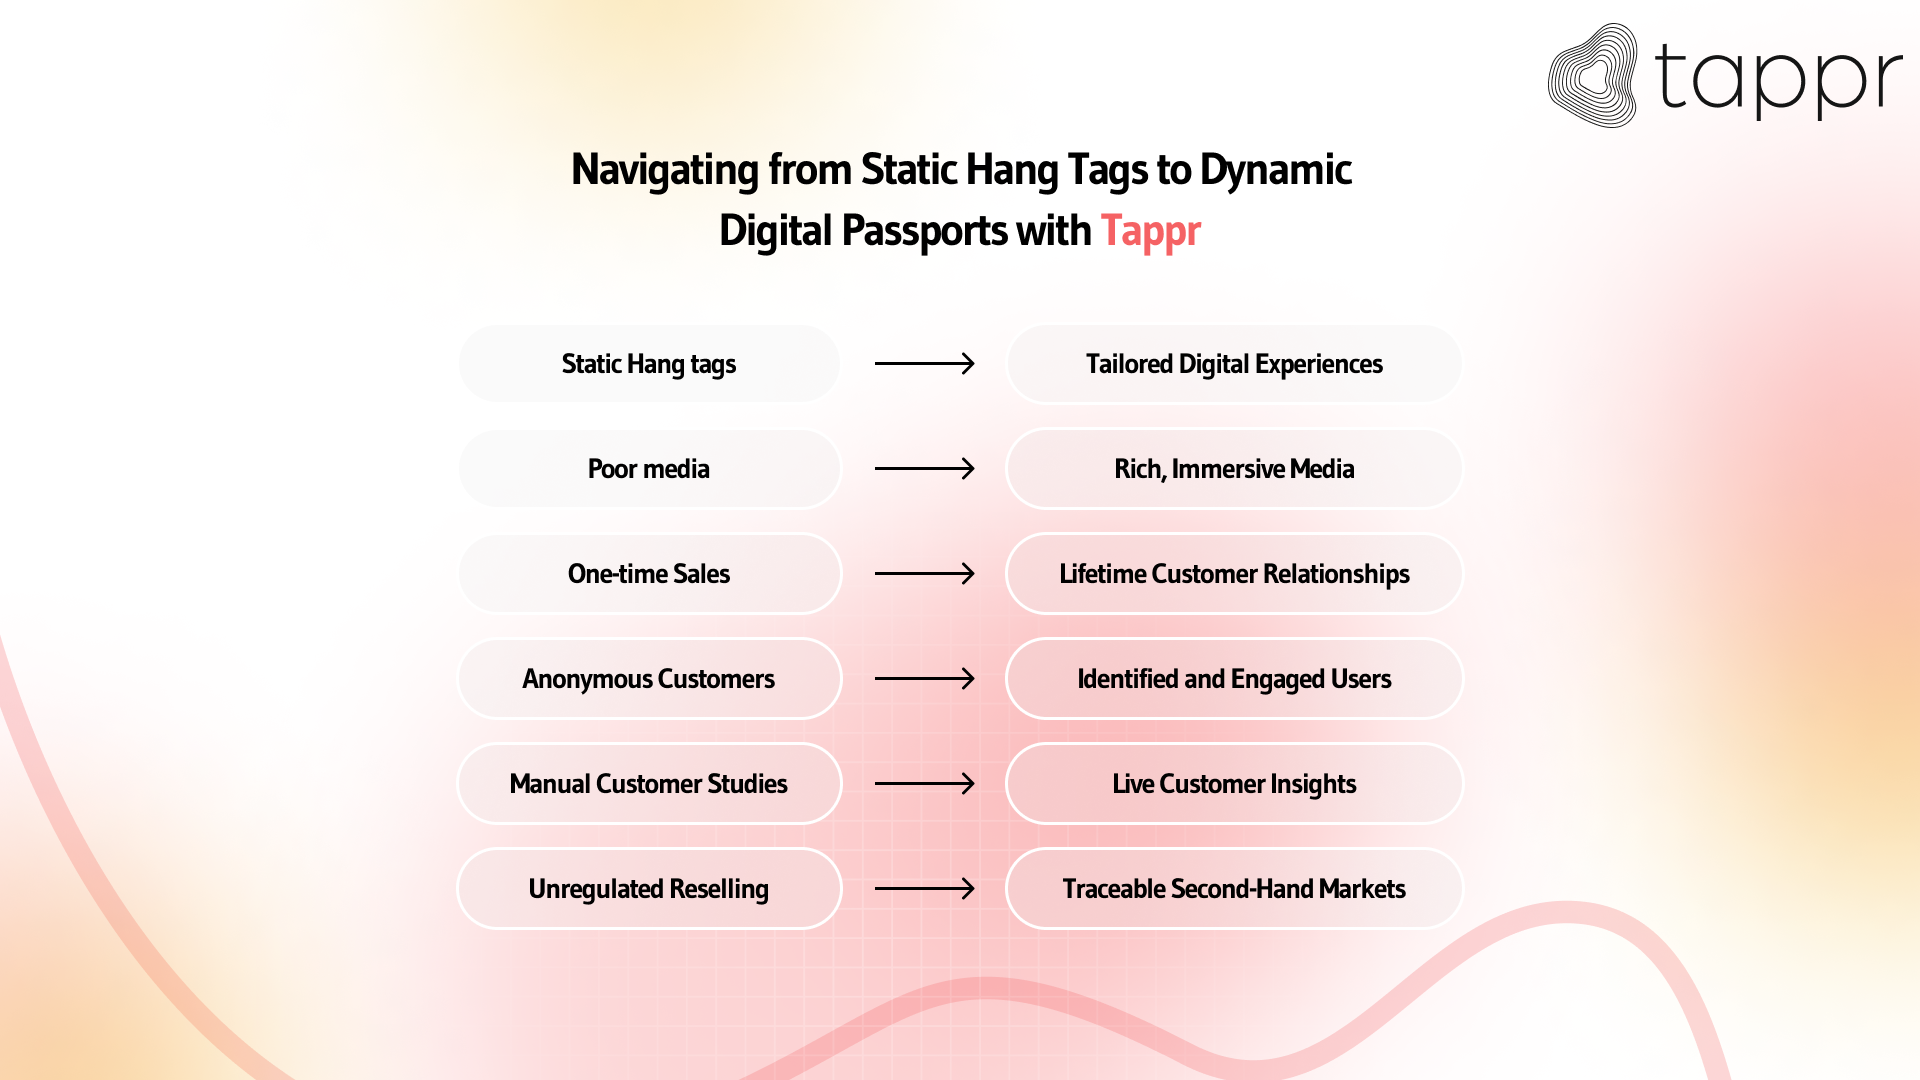 tappr
Navigating from Static Hang Tags to Dynamic
Digital Passports with Tappr
Static Hang tags
Tailored Digital Experiences
Poor media
Rich, Immersive Media
One-time Sales
Lifetime Customer Relationships
Anonymous Customers
Identified and Engaged Users
Manual Customer Studies
Live Customer Insights
Unregulated Reselling
Traceable Second-Hand Markets